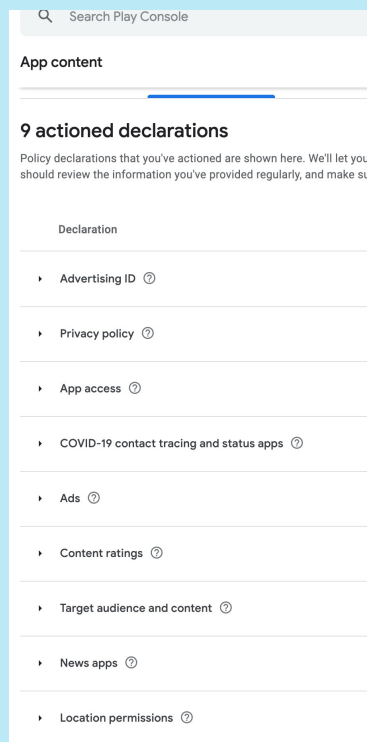 Search Play Console
App content
9 actioned declarations
Policy declarations that you've actioned are shown here. We'll let you
should review the information you've provided regularly, and make su
Declaration
Advertising ID
Privacy policy
App access
COVID-19 contact tracing and status apps
Ads
Content ratings
Target audience and content
News apps
Location permissions